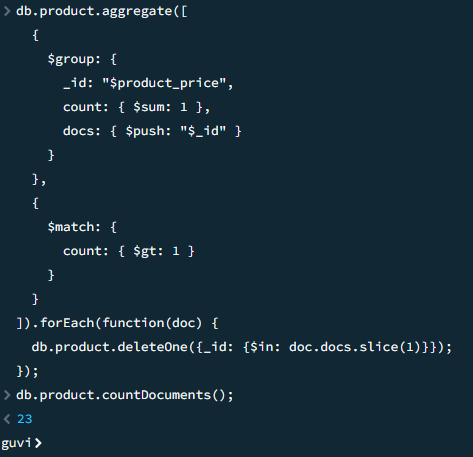 > db.product.aggregate([
{
$group: {
_id: "$product_price",
count: { $sum: 1 },
docs: { $push: "$_id" }
}
},
{
$match: {
count: { $gt: 1 }
}
}
]).forEach(function(doc) {
db.product.deleteOne({_id: {$in: doc.docs.slice(1)}});
});
> db.product.countDocuments();
< 23
guvi>